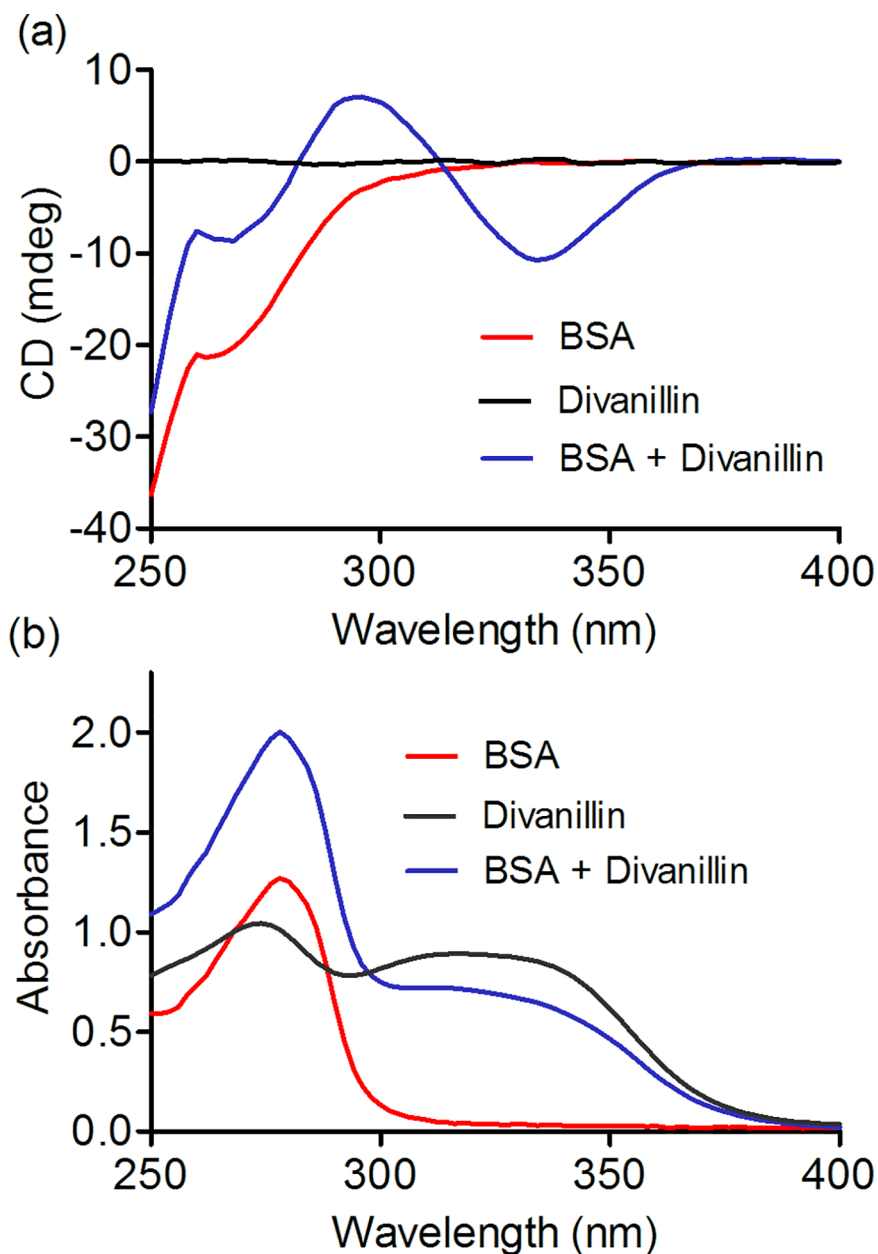 (a)
10
0
-10
-20
-30
-40
CD (mdeg)
BSA
Divanillin
BSA + Divanillin
250 300 350 400
Wavelength (nm)
(b)
2.0
1.5
1.0
0.5
0.0
Absorbance
BSA
Divanillin
BSA + Divanillin
250 300 350 400
Wavelength (nm)